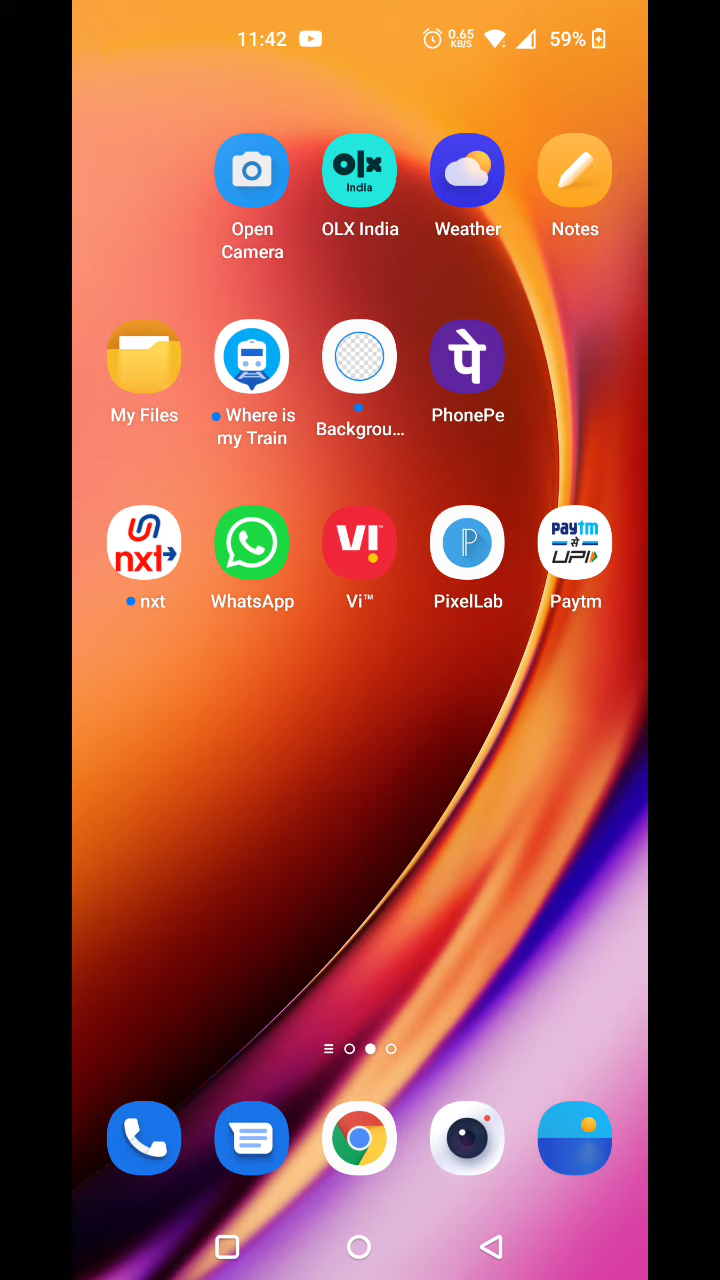 11:42
0.65
KB/S
59%
olx
India
Open
Camera
OLX India
Weather
Notes
पे
My Files
Where is
my Train
Backgrou...
PhonePe
nxt
VI
P
paytm
से
UPI
nxt
WhatsApp
Vi™
PixelLab
Paytm